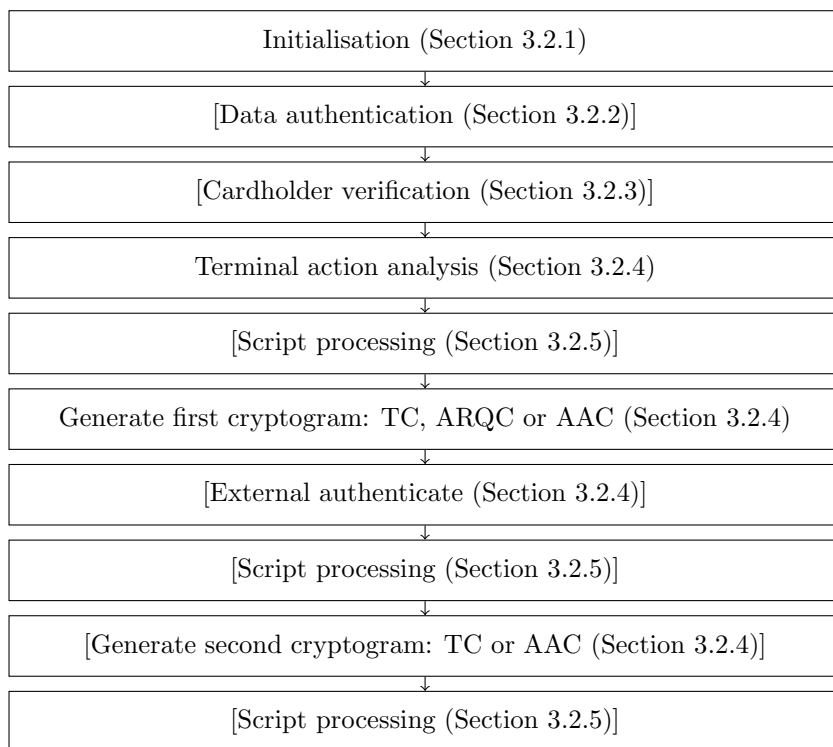 Initialisation (Section 3.2.1)
[Data authentication (Section 3.2.2)]
[Cardholder verification (Section 3.2.3)]
Terminal action analysis (Section 3.2.4)
[Script processing (Section 3.2.5)]
Generate first cryptogram: TC, ARQC or AAC (Section 3.2.4)
[External authenticate (Section 3.2.4)]
[Script processing (Section 3.2.5)]
[Generate second cryptogram: TC or AAC (Section 3.2.4)]
[Script processing (Section 3.2.5)]